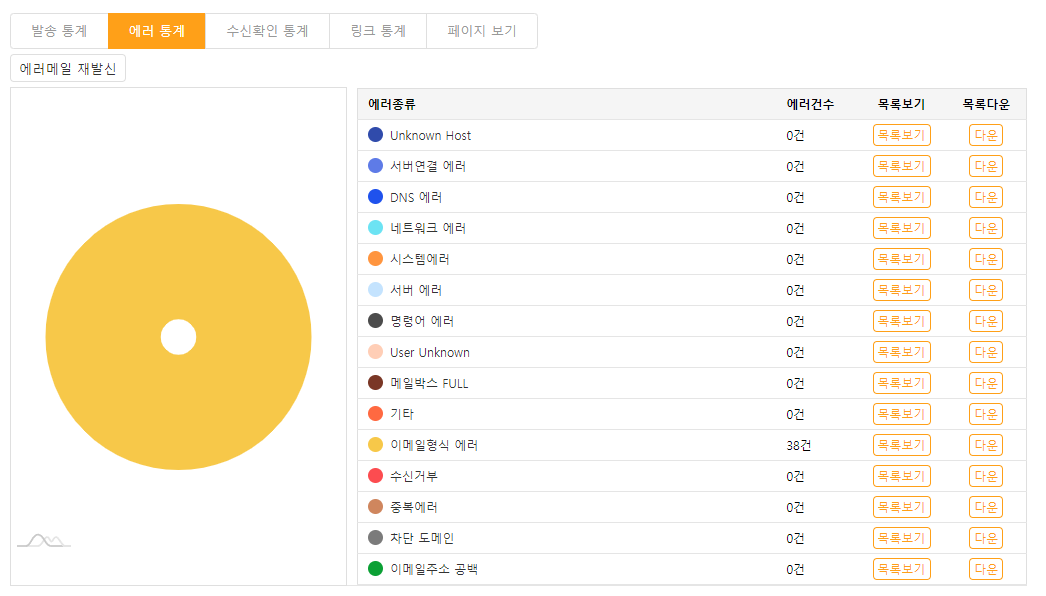 발송 통계 에러 통계 수신확인 통계 링크 통계 페이지 보기
에러메일 재발신
에러종류 에러건수 목록보기 목록다운
Unknown Host 0건 목록보기 다운
서버연결 에러 0건 목록보기 다운
DNS 에러 0건 목록보기 다운
네트워크 에러 0건 목록보기 다운
시스템에러 0건 목록보기 다운
서버 에러 0건 목록보기 다운
명령어 에러 0건 목록보기 다운
User Unknown 0건 목록보기 다운
메일박스 FULL 0건 목록보기 다운
기타 0건 목록보기 다운
이메일형식 에러 38건 목록보기 다운
수신거부 0건 목록보기 다운
중복에러 0건 목록보기 다운
차단 도메인 0건 목록보기 다운
이메일주소 공백 0건 목록보기 다운